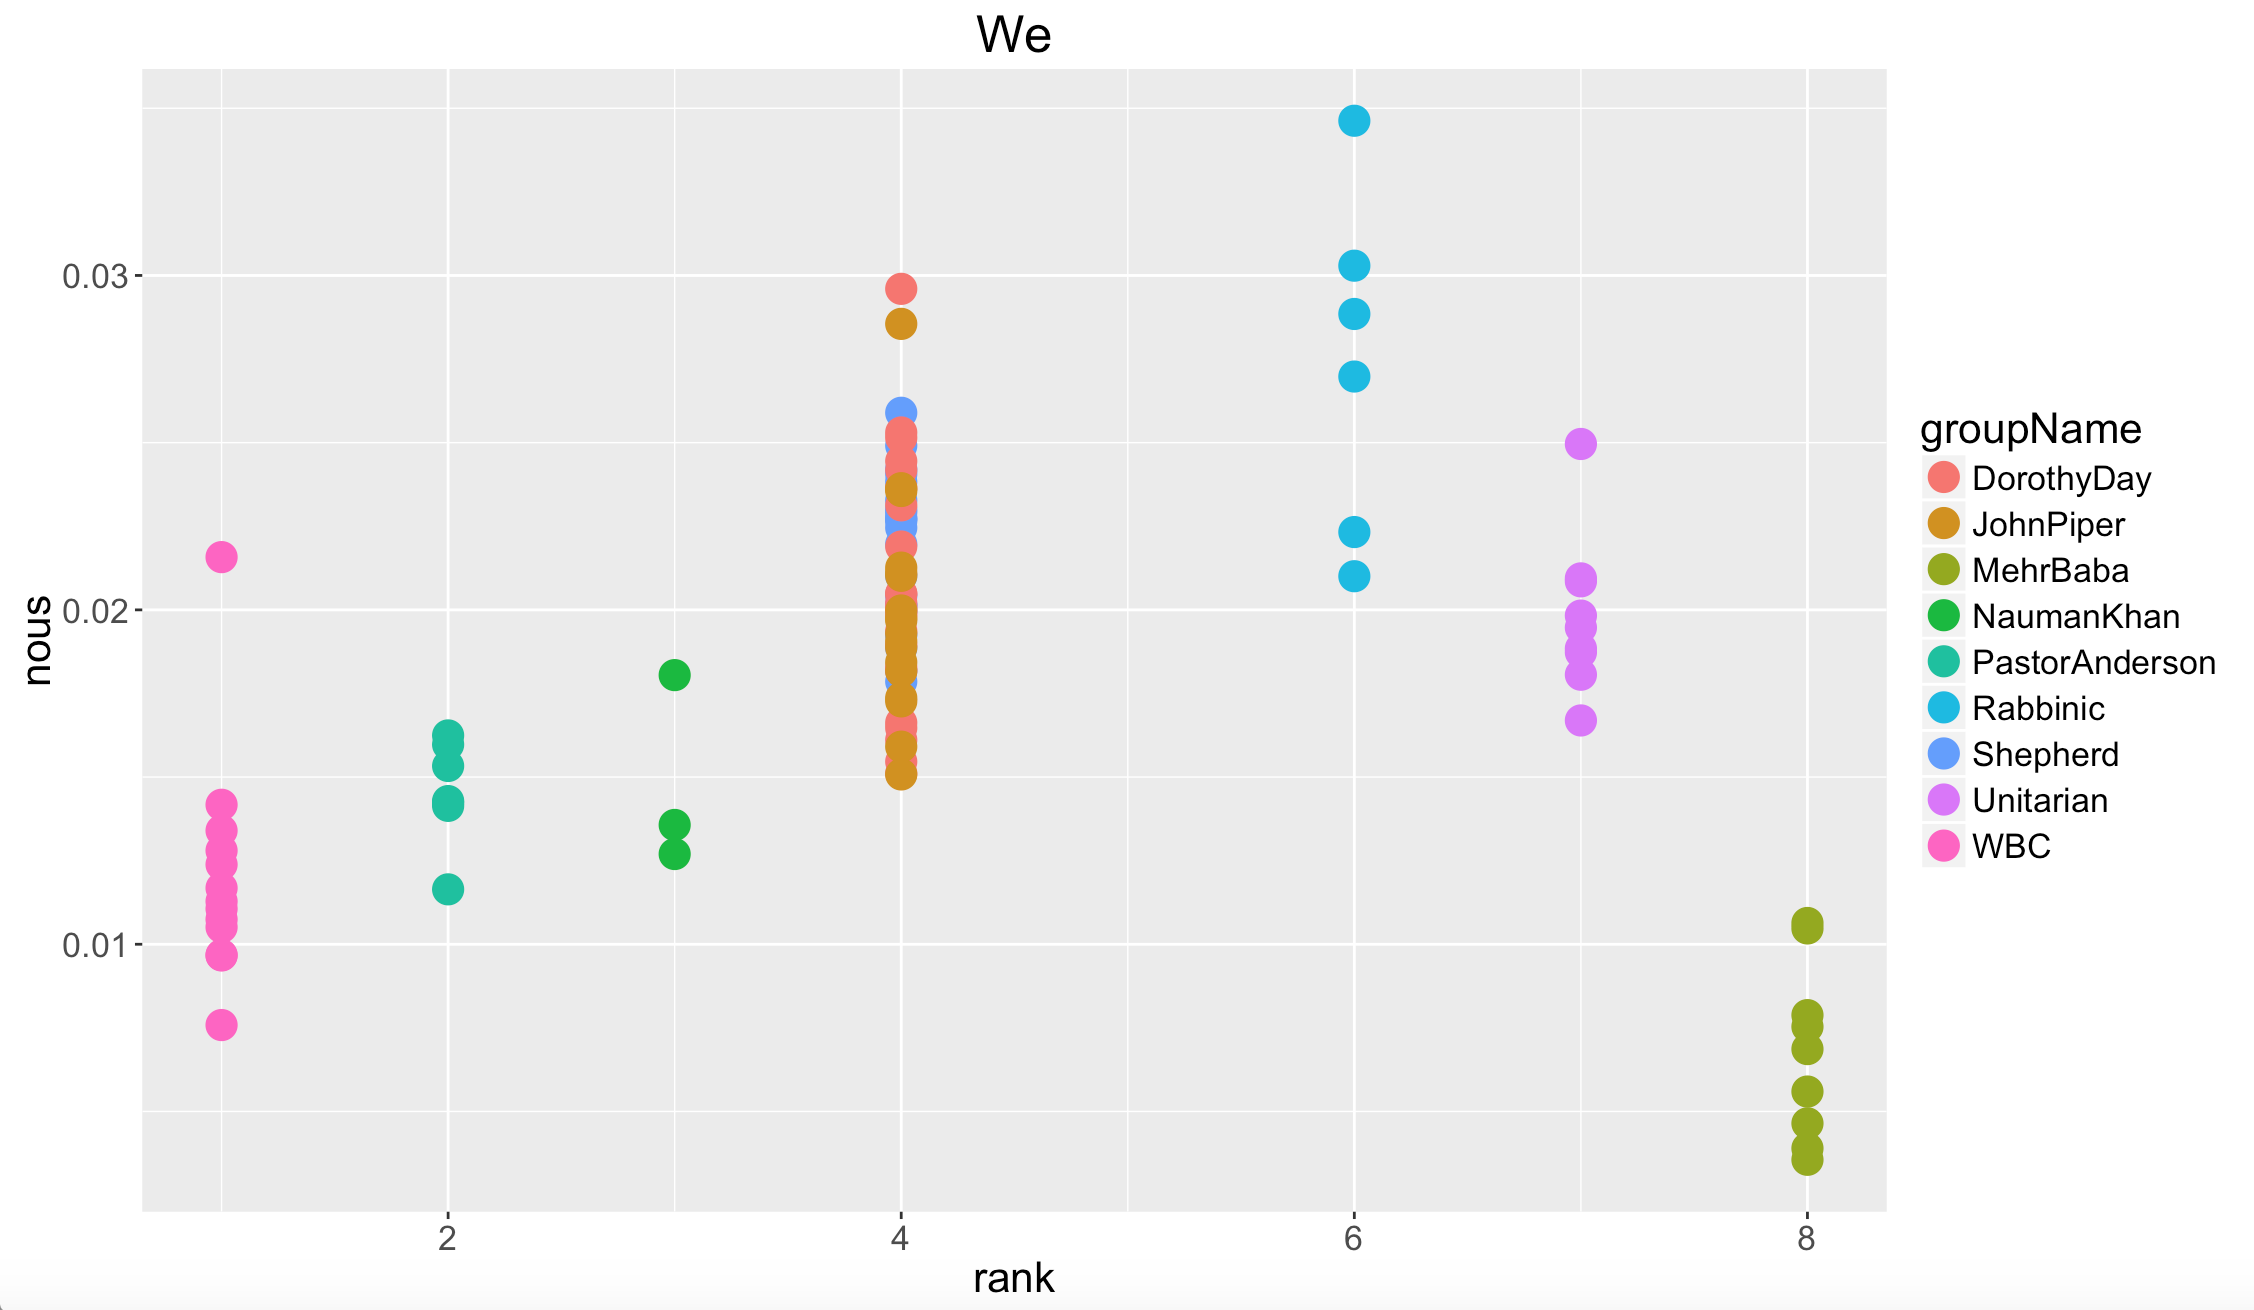 We
nous
0.03
0.02
0.01
2
4
6
8
rank
groupName
DorothyDay
JohnPiper
MehrBaba
NaumanKhan
PastorAnderson
Rabbinic
Shepherd
Unitarian
WBC